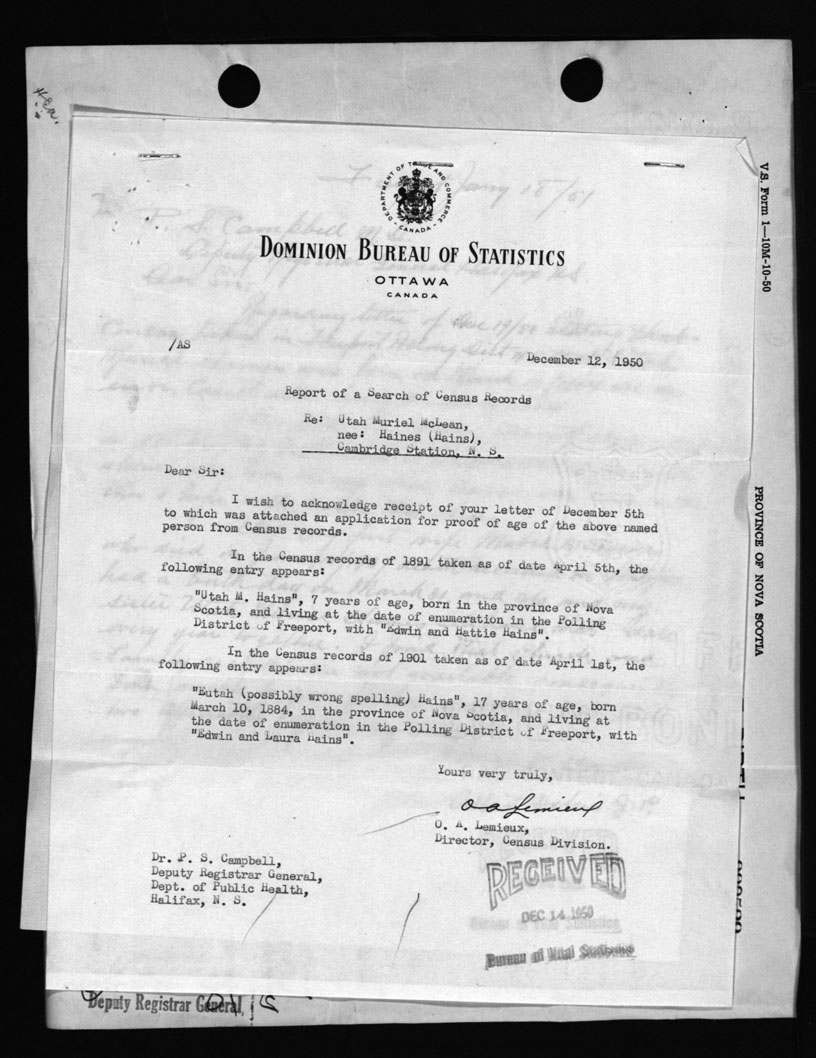 DEPARTMENT OF TRADE AND COMMERCE
CANADA
DOMINION BUREAU OF STATISTICS
OTTAWA
CANADA
/AS
December 12, 1950
Report of a Search of Census Records
Re: Utah Muriel McLean,
nee: Haines (Hains),
Cambridge Station, N. S.
Dear Sir:
I wish to acknowledge receipt of your letter of December 5th
to which was attached an application for proof of age of the above named
person from Census records.
In the Census records of 1891 taken as of date April 5th, the
following entry appears:
"Utah M. Hains", 7 years of age, born in the province of Nova
Scotia, and living at the date of enumeration in the Polling
District of Freeport, with "Edwin and Hattie Hains".
In the Census records of 1901 taken as of date April 1st, the
following entry appears:
"Eutah (possibly wrong spelling) Hains", 17 years of age, born
March 10, 1884, in the province of Nova Scotia, and living at
the date of enumeration in the Polling District of Freeport, with
"Edwin and Laura Hains".
Yours very truly,
O A Lemieux
O. A. Lemieux,
Director, Census Division.
Dr. P. S. Campbell,
Deputy Registrar General,
Dept. of Public Health,
Halifax, N. S.
RECEIVED
DEC 14 1950
Bureau of Vital Statistics
Deputy Registrar General,
V.S. Form 1—10M-10-50
PROVINCE OF NOVA SCOTIA